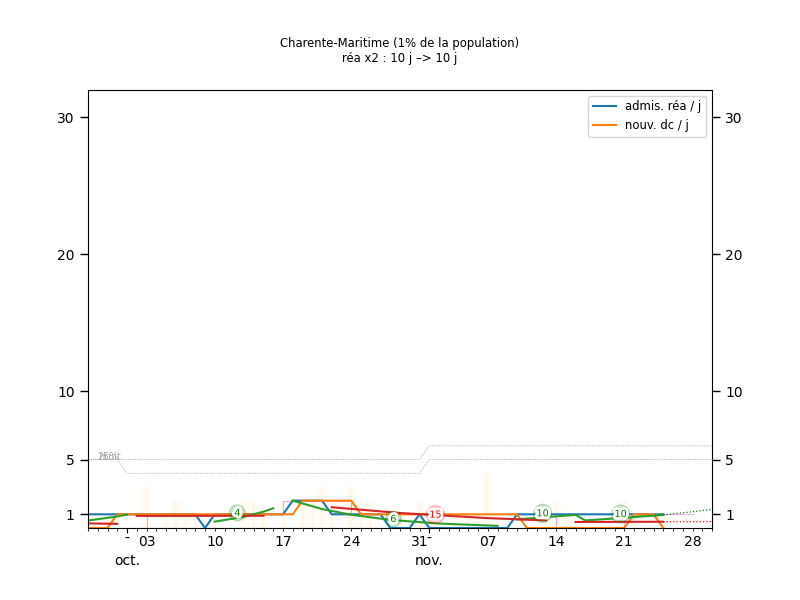 Charente-Maritime (1% de la population)
réa x2 : 10 j –> 10 j
admis. réa / j
nouv. dc / j
30 30
20 20
10 10
5 5
1 1
4 6 15 10 10
03 10 17 24 31 07 14 21 28
oct. nov.